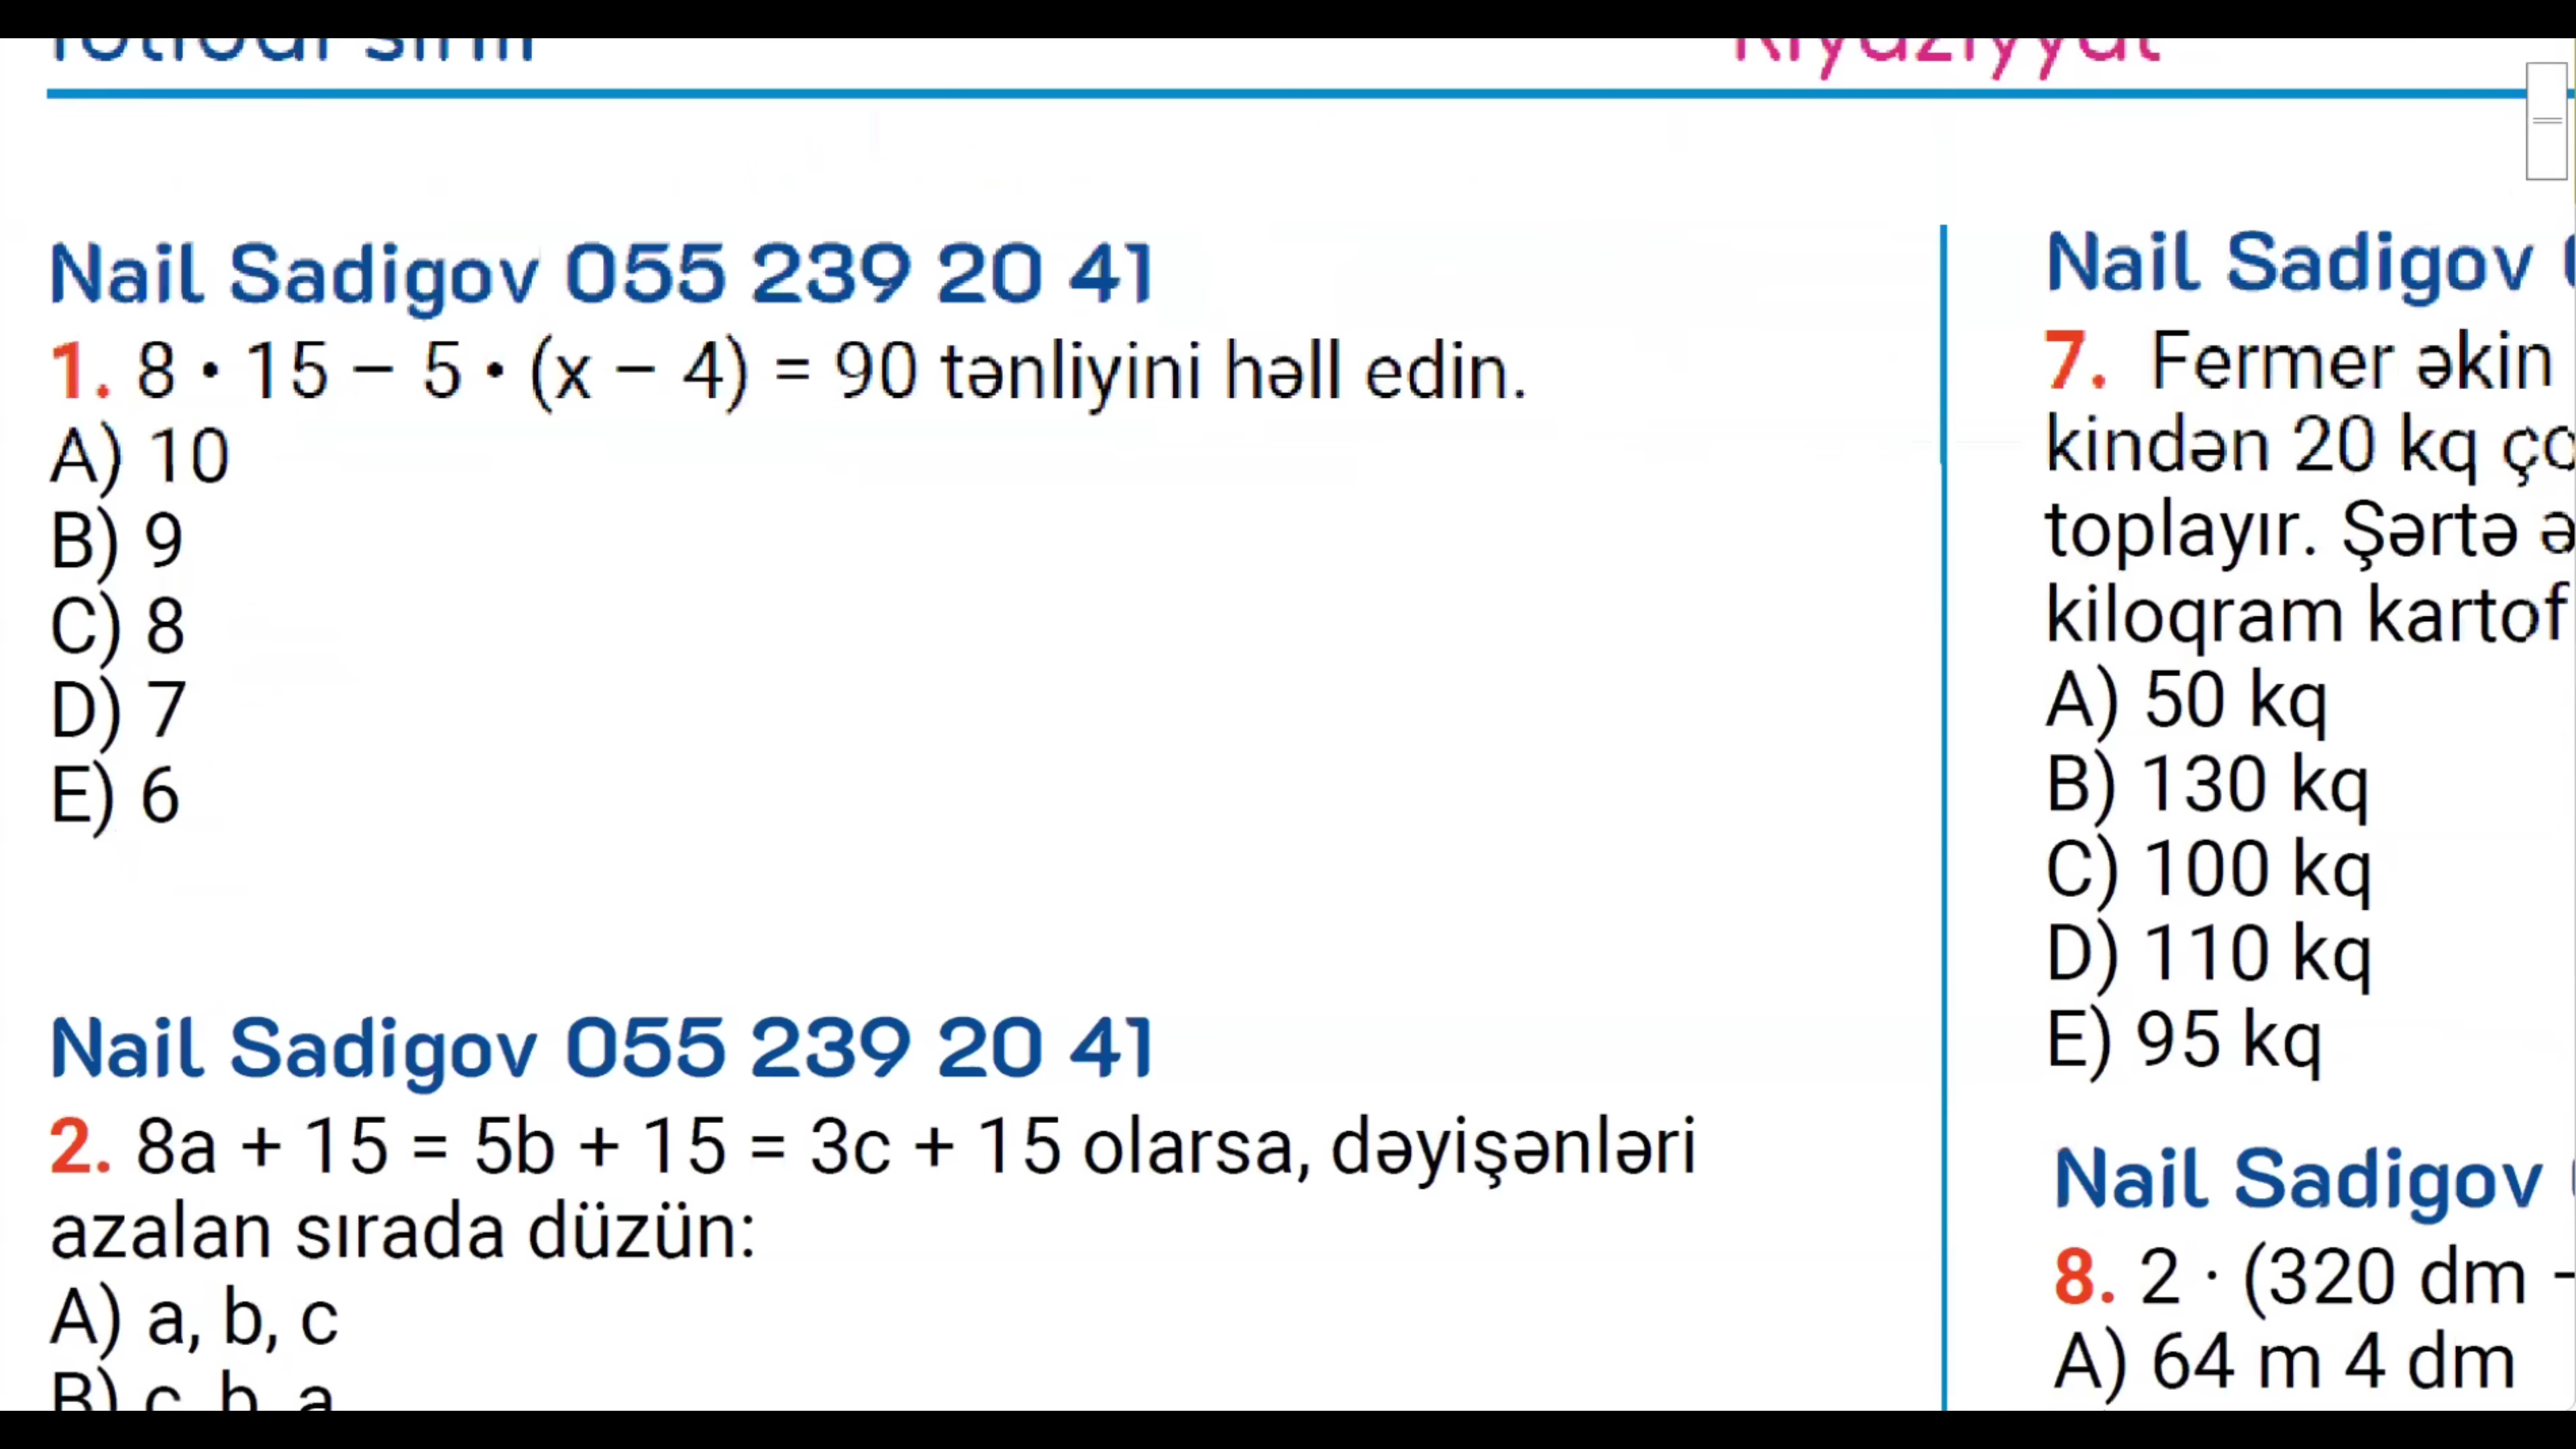 Nail Sadigov 055 239 20 41
1. 8 • 15 – 5 • (x – 4) = 90 tənliyini həll edin.
A) 10
B) 9
C) 8
D) 7
E) 6
Nail Sadigov 055 239 20 41
2. 8a + 15 = 5b + 15 = 3c + 15 olarsa, dəyişənləri
azalan sırada düzün:
A) a, b, c
B) c, b, a
Nail Sadigov
7. Fermer əkin
kindən 20 kq
toplayır. Şərtə
kiloqram kartof
A) 50 kq
B) 130 kq
C) 100 kq
D) 110 kq
E) 95 kq
Nail Sadigov
8. 2 · (320 dm -
A) 64 m 4 dm